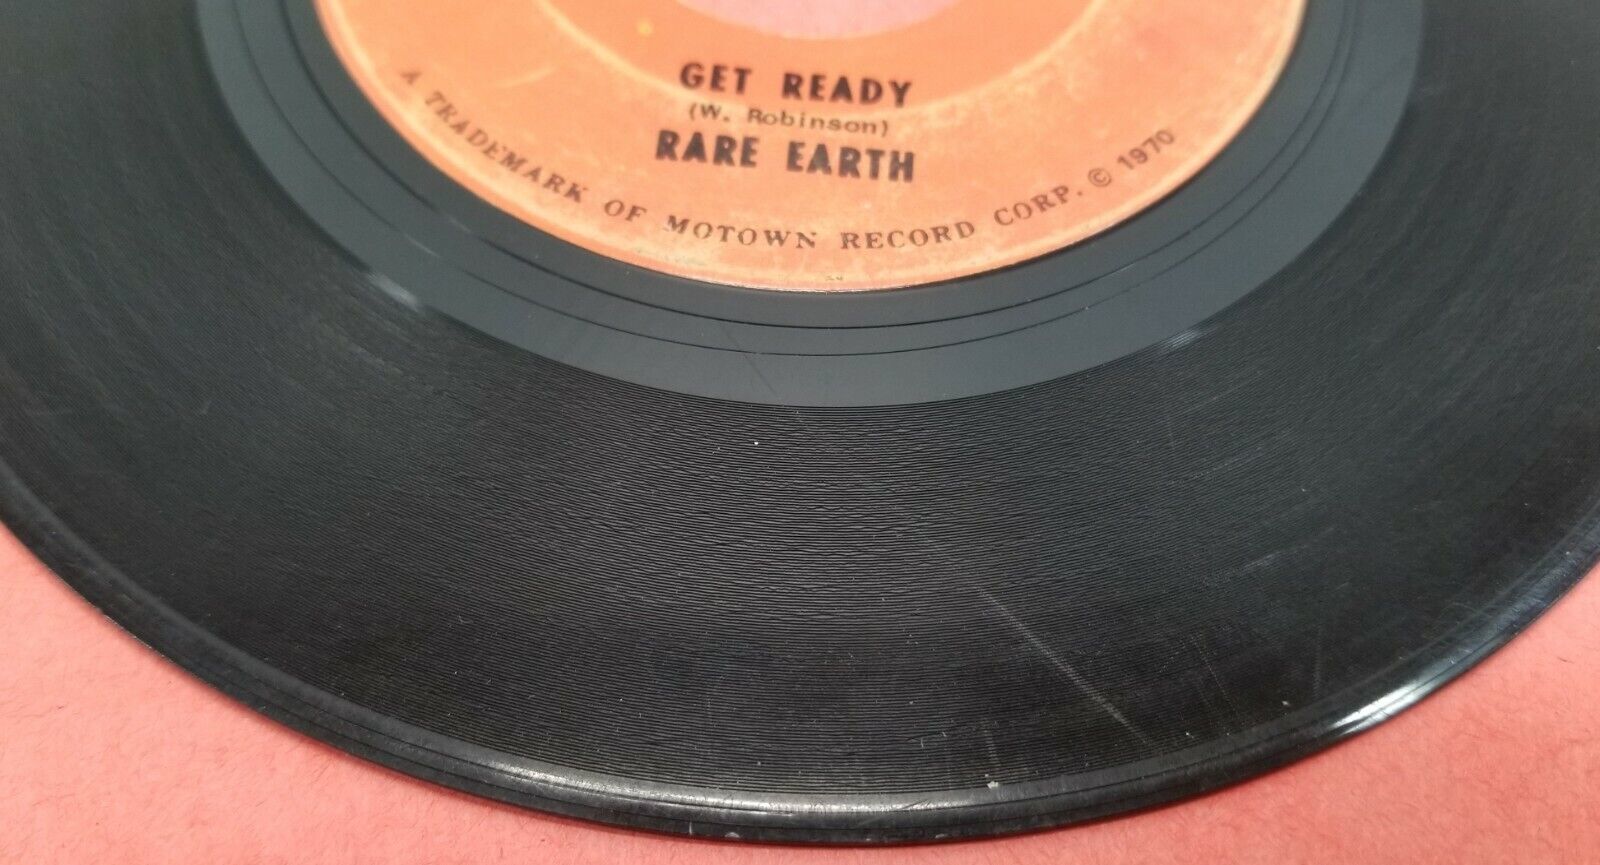 GET READY
(W. Robinson)
RARE EARTH
A TRADEMARK OF MOTOWN RECORD CORP. © 1970